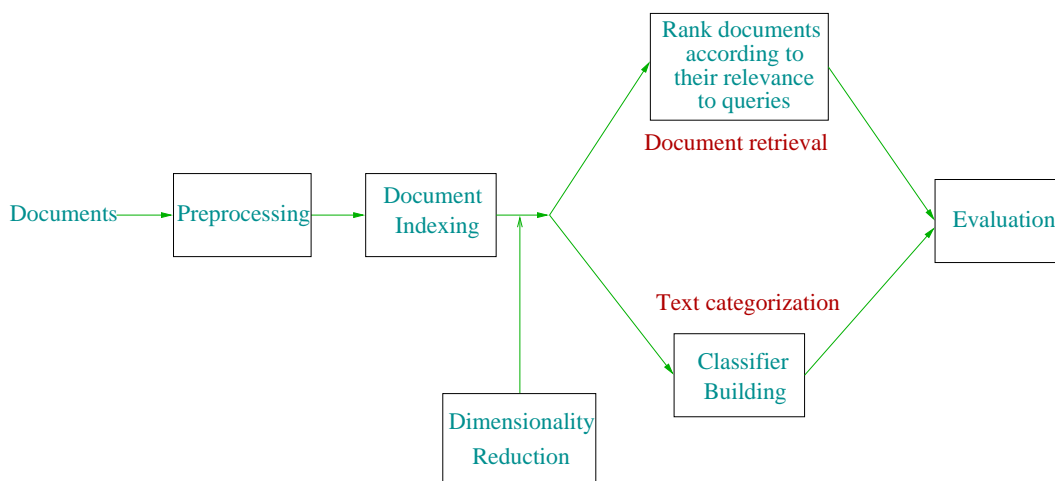 Documents
Preprocessing
Document
Indexing
Dimensionality
Reduction
Rank documents
according to
their relevance
to queries
Document retrieval
Text categorization
Classifier
Building
Evaluation